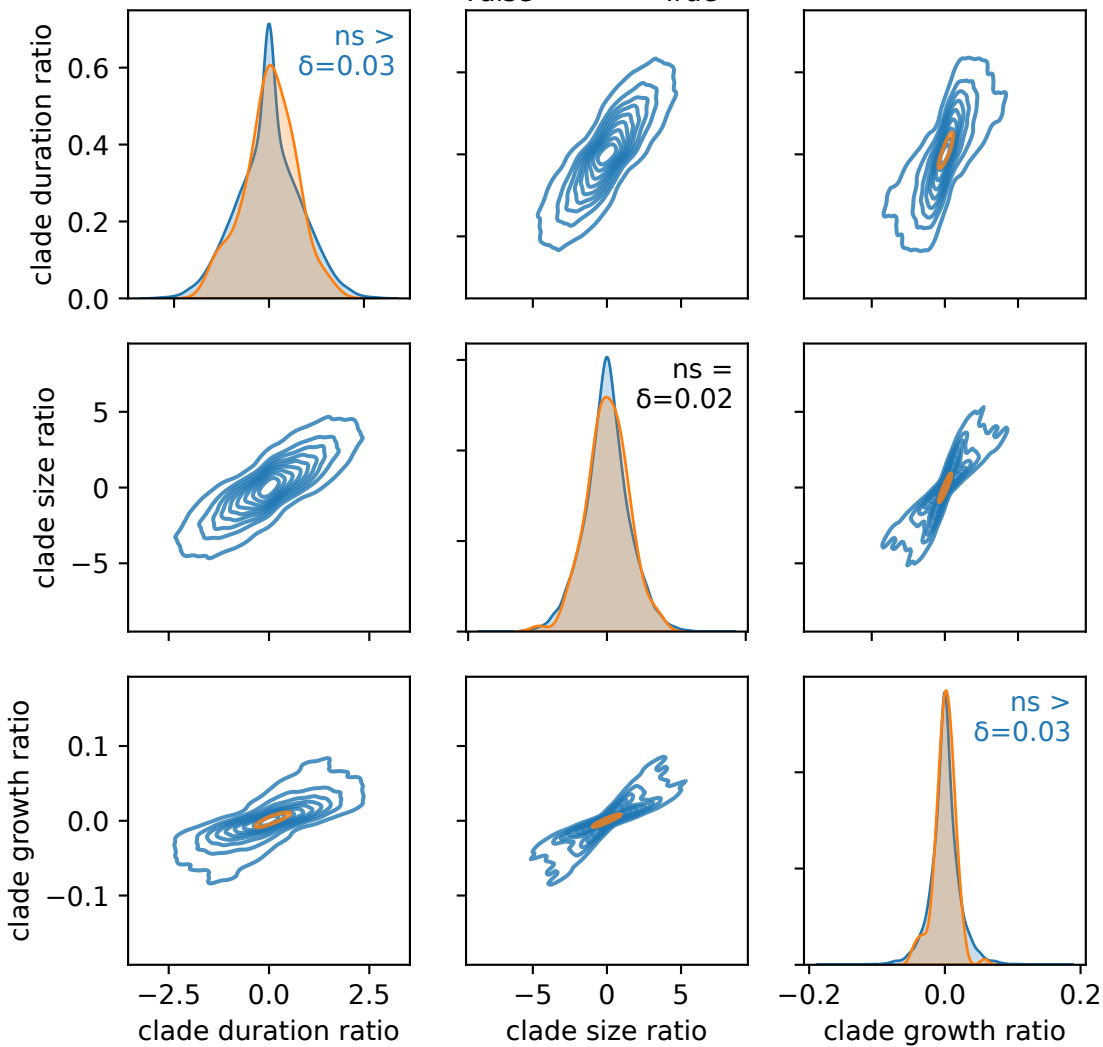 clade duration ratio
0.6
0.4
0.2
0.0
ns >
δ=0.03
clade size ratio
5
0
−5
ns =
δ=0.02
clade growth ratio
0.1
0.0
−0.1
ns >
δ=0.03
−2.5 0.0 2.5
−5 0 5
−0.2 0.0 0.2
clade duration ratio
clade size ratio
clade growth ratio